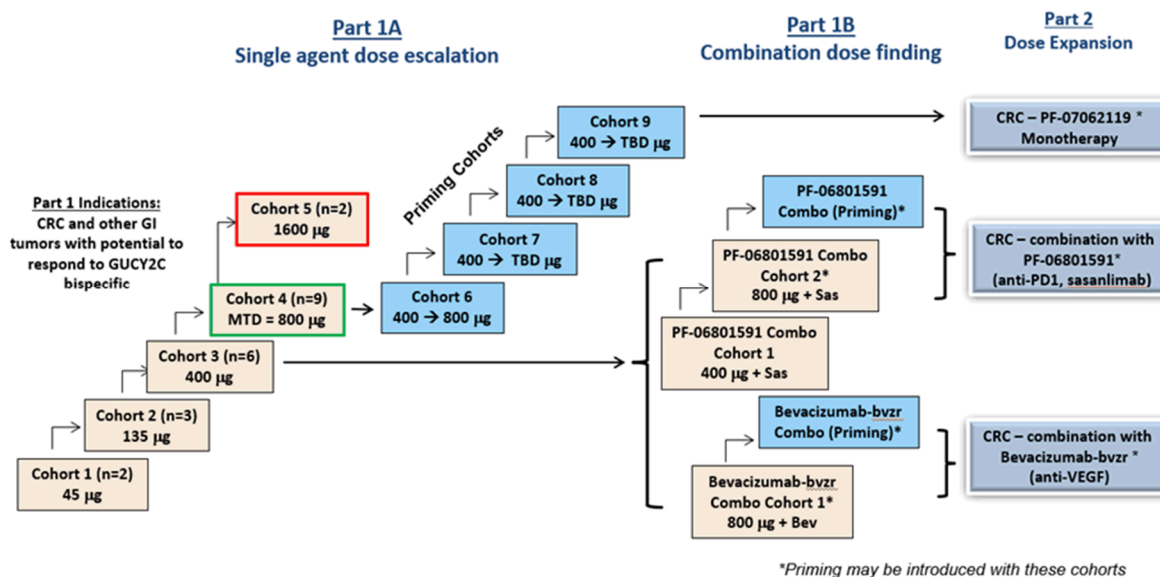 Part 1A
Single agent dose escalation
Part 1B
Combination dose finding
Part 2
Dose Expansion
Part 1 Indications:
CRC and other GI
tumors with potential to
respond to GUCY2C
bispecific
Cohort 1 (n=2)
45 µg
Cohort 2 (n=3)
135 µg
Cohort 3 (n=6)
400 µg
Cohort 4 (n=9)
MTD = 800 µg
Cohort 5 (n=2)
1600 µg
Priming Cohorts
Cohort 6
400 → 800 µg
Cohort 7
400 → TBD µg
Cohort 8
400 → TBD µg
Cohort 9
400 → TBD µg
PF-06801591
Combo (Priming)*
PF-06801591 Combo
Cohort 2*
800 µg + Sas
PF-06801591 Combo
Cohort 1
400 µg + Sas
Bevacizumab-bvzr
Combo (Priming)*
Bevacizumab-bvzr
Combo Cohort 1*
800 µg + Bev
CRC – PF-07062119 *
Monotherapy
CRC – combination with
PF-06801591*
(anti-PD1, sasanlimab)
CRC – combination with
Bevacizumab-bvzr *
(anti-VEGF)
*Priming may be introduced with these cohorts